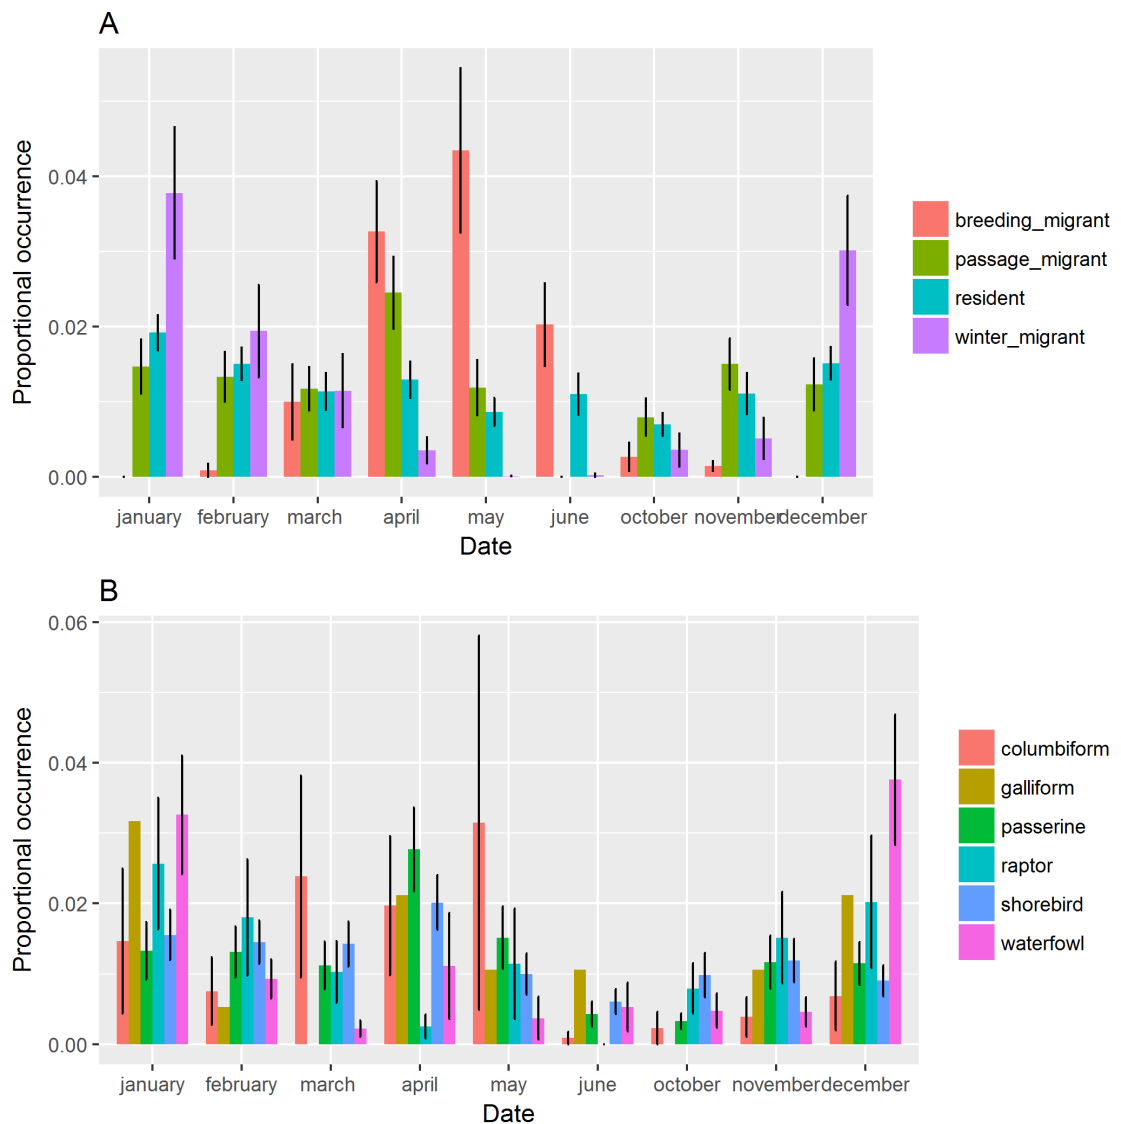 A
Proportional occurrence
0.04
0.02
0.00
january february march april may june october november december
Date
breeding_migrant
passage_migrant
resident
winter_migrant
B
Proportional occurrence
0.06
0.04
0.02
0.00
january february march april may june october november december
Date
columbiform
galliform
passerine
raptor
shorebird
waterfowl